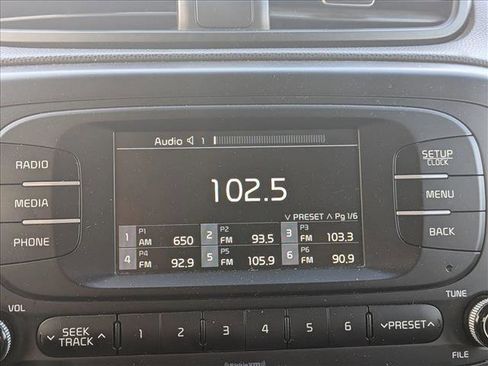 Audio 1
RADIO
SETUP
CLOCK
102.5
MEDIA
MENU
∨ PRESET ∧ Pg 1/6
1 P1 AM 650 2 P2 FM 93.5 3 P3 FM 103.3
PHONE
BACK
4 P4 FM 92.9 5 P5 FM 105.9 6 P6 FM 90.9
VOL
TUNE
∨ SEEK TRACK ∧ 1 2 3 4 5 6 ∨PRESET∧
FILE